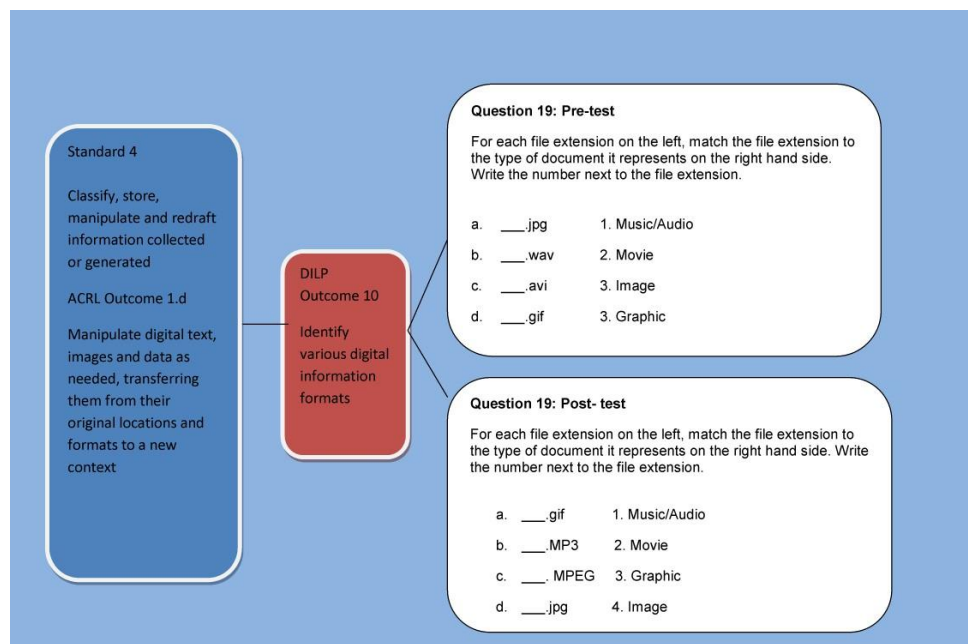 Standard 4
Classify, store,
manipulate and redraft
information collected
or generated
ACRL Outcome 1.d
Manipulate digital text,
images and data as
needed, transferring
them from their
original locations and
formats to a new
context
DILP
Outcome 10
Identify
various digital
information
formats
Question 19: Pre-test
For each file extension on the left, match the file extension to
the type of document it represents on the right hand side.
Write the number next to the file extension.
a. ___.jpg 1. Music/Audio
b. ___.wav 2. Movie
c. ___.avi 3. Image
d. ___.gif 3. Graphic
Question 19: Post- test
For each file extension on the left, match the file extension to
the type of document it represents on the right hand side. Write
the number next to the file extension.
a. ___.gif 1. Music/Audio
b. ___.MP3 2. Movie
c. ___. MPEG 3. Graphic
d. ___.jpg 4. Image